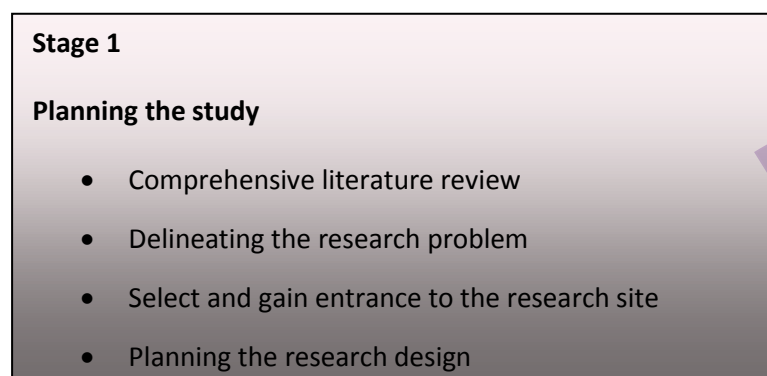 Stage 1
Planning the study
• Comprehensive literature review
• Delineating the research problem
• Select and gain entrance to the research site
• Planning the research design